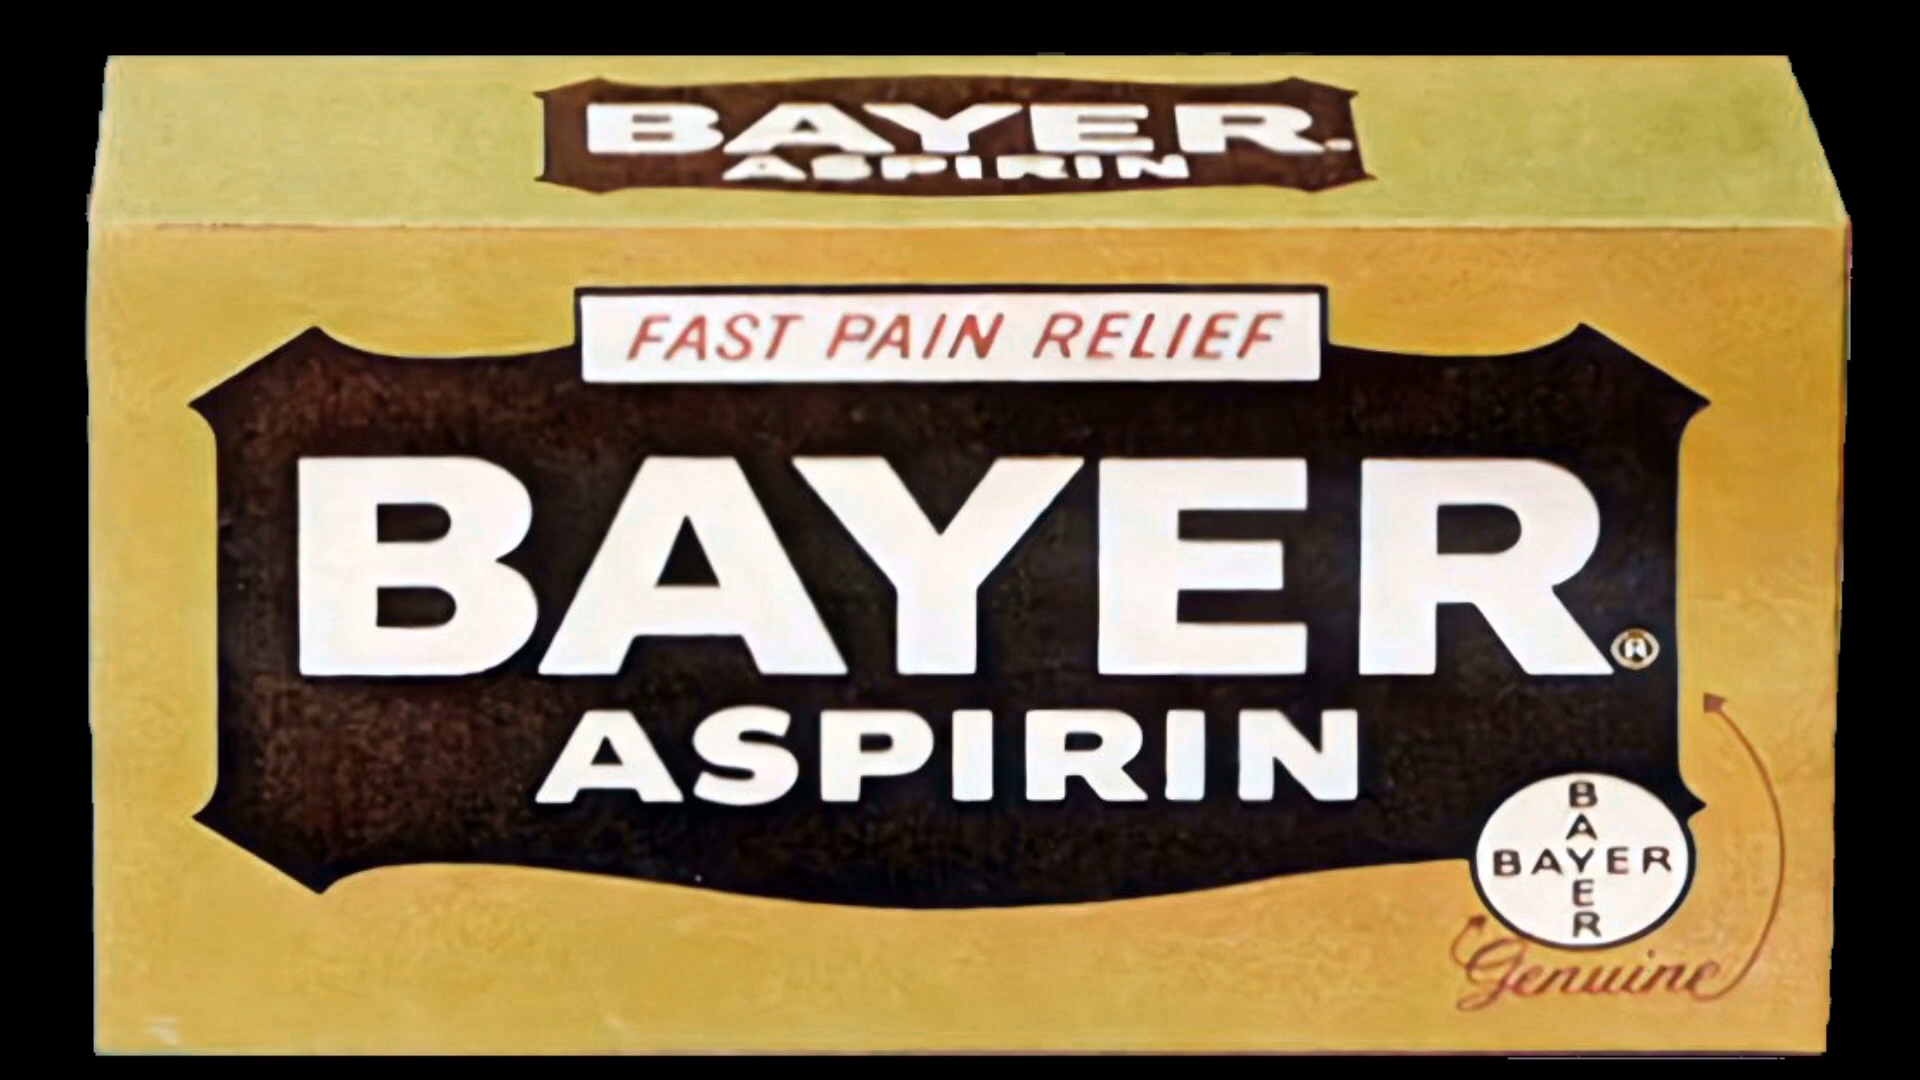 BAYER
ASPIRIN
FAST PAIN RELIEF
BAYER®
ASPIRIN
BAYER
BAYER
Genuine